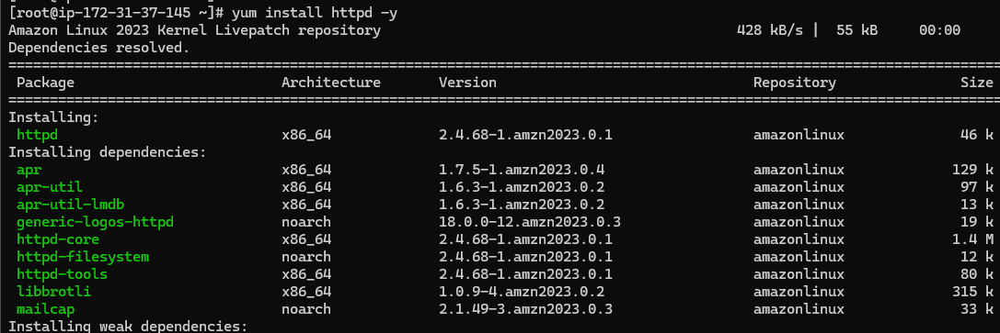 [root@ip-172-31-37-145 ~]# yum install httpd -y
Amazon Linux 2023 Kernel Livepatch repository 428 kB/s | 55 kB 00:00
Dependencies resolved.
================================================================================
Package Architecture Version Repository Size
================================================================================
Installing:
httpd x86_64 2.4.68-1.amzn2023.0.1 amazonlinux 46 k
Installing dependencies:
apr x86_64 1.7.5-1.amzn2023.0.4 amazonlinux 129 k
apr-util x86_64 1.6.3-1.amzn2023.0.2 amazonlinux 97 k
apr-util-lmdb x86_64 1.6.3-1.amzn2023.0.2 amazonlinux 13 k
generic-logos-httpd noarch 18.0.0-12.amzn2023.0.3 amazonlinux 19 k
httpd-core x86_64 2.4.68-1.amzn2023.0.1 amazonlinux 1.4 M
httpd-filesystem noarch 2.4.68-1.amzn2023.0.1 amazonlinux 12 k
httpd-tools x86_64 2.4.68-1.amzn2023.0.1 amazonlinux 80 k
libbrotli x86_64 1.0.9-4.amzn2023.0.2 amazonlinux 315 k
mailcap noarch 2.1.49-3.amzn2023.0.3 amazonlinux 33 k
Installing weak dependencies: